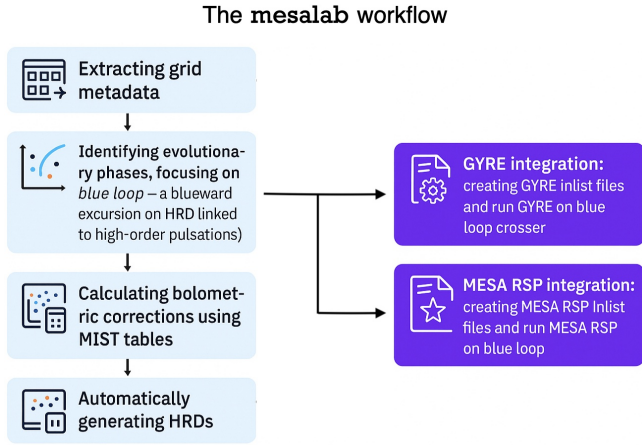 The mesalab workflow
Extracting grid
metadata
Identifying evolutiona-
ry phases, focusing on
blue loop – a blueward
excursion on HRD linked
to high-order pulsations)
Calculating bolomet-
ric corrections using
MIST tables
Automatically
generating HRDs
GYRE integration:
creating GYRE inlist files
and run GYRE on blue
loop crosser
MESA RSP integration:
creating MESA RSP Inlist
files and run MESA RSP
on blue loop